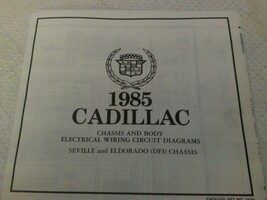 1985
CADILLAC
CHASSIS AND BODY
ELECTRICAL WIRING CIRCUIT DIAGRAMS
SEVILLE and ELDORADO (DFI) CHASSIS